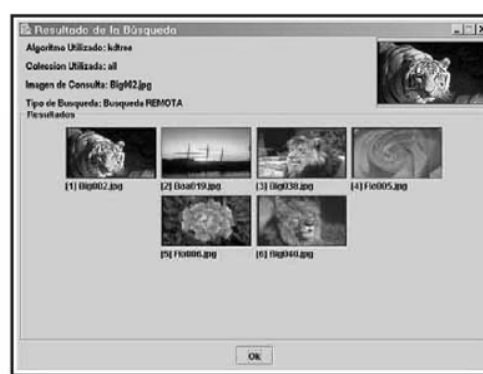 Resultado de la Búsqueda
Algoritmo Utilizado: kdtree
Coleccion Utilizada: all
Imagen de Consulta: Big002.jpg
Tipo de Busqueda: Busqueda REMOTA
Resultados
[1] Big002.jpg [2] Boa019.jpg [3] Big038.jpg [4] Flo005.jpg
[5] Flo006.jpg [6] Big040.jpg
Ok